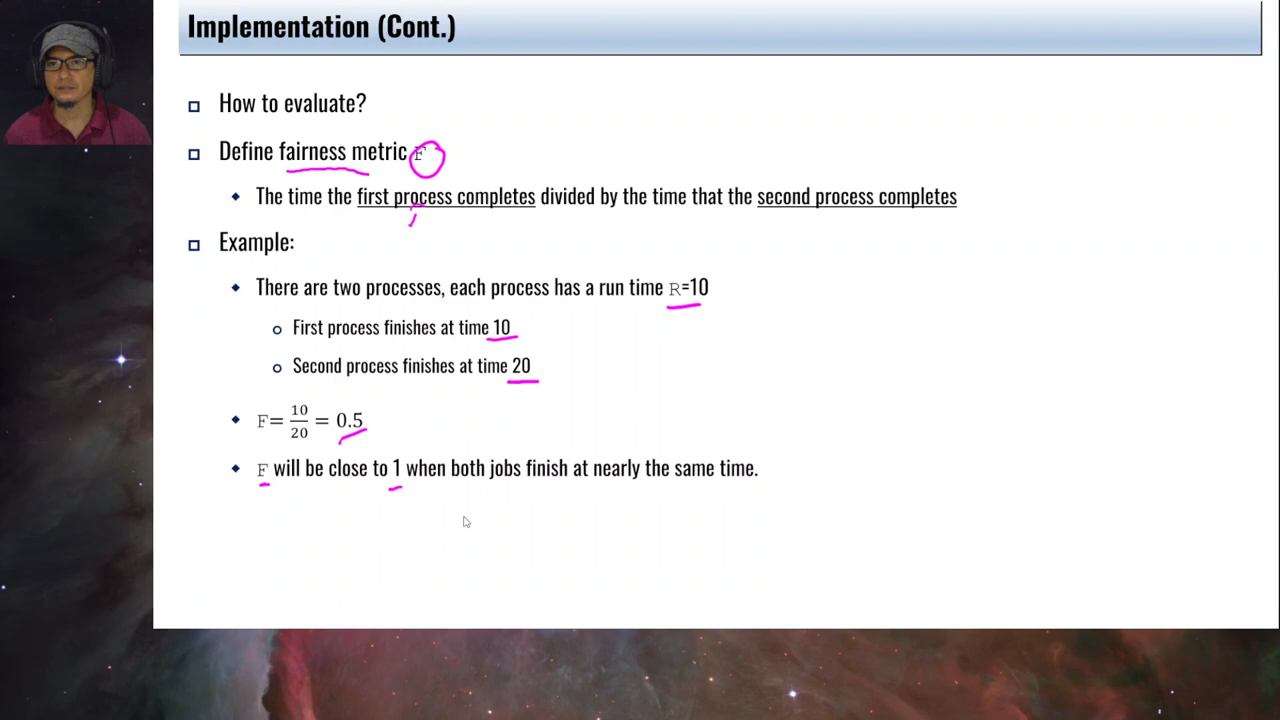 Implementation (Cont.)
How to evaluate?
Define fairness metric F
The time the first process completes divided by the time that the second process completes
Example:
There are two processes, each process has a run time R=10
First process finishes at time 10
Second process finishes at time 20
F= 10/20 = 0.5
F will be close to 1 when both jobs finish at nearly the same time.